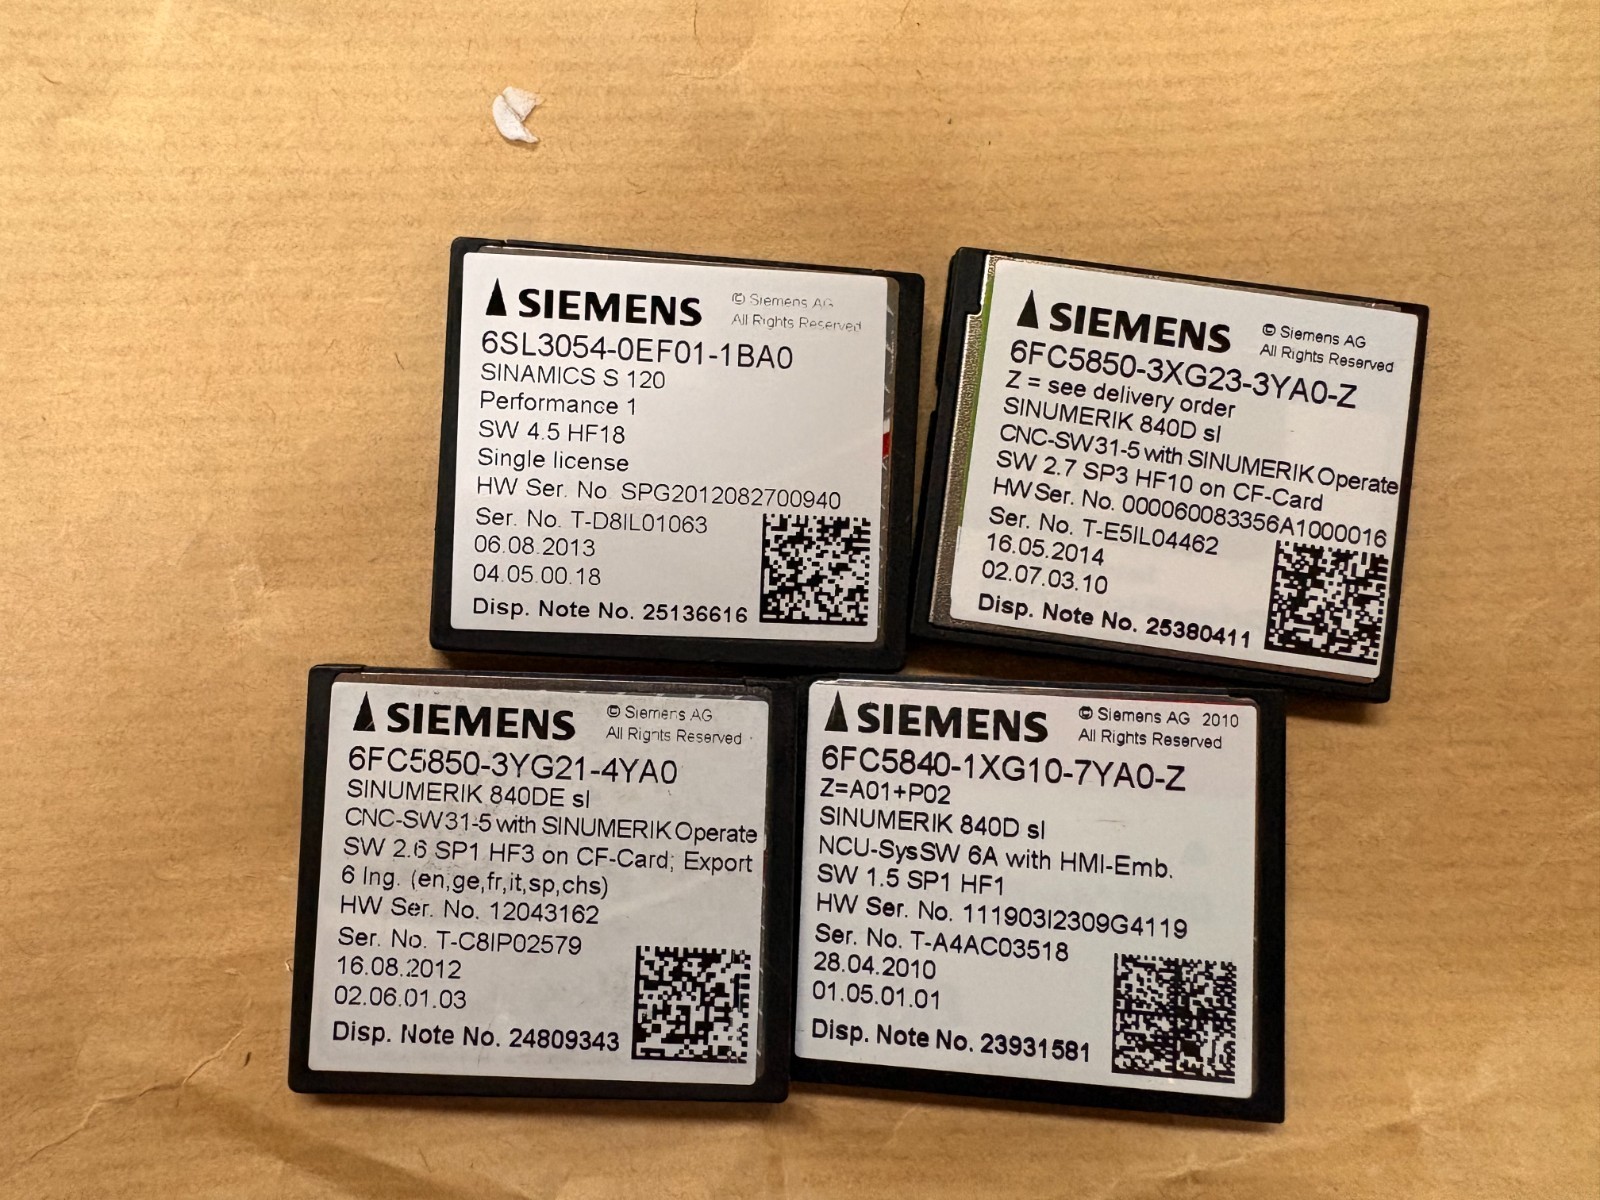 SIEMENS © Siemens AG
All Rights Reserved
6SL3054-0EF01-1BA0
SINAMICS S 120
Performance 1
SW 4.5 HF18
Single license
HW Ser. No. SPG2012082700940
Ser. No. T-D8IL01063
06.08.2013
04.05.00.18
Disp. Note No. 25136616
SIEMENS © Siemens AG
All Rights Reserved
6FC5850-3XG23-3YA0-Z
Z = see delivery order
SINUMERIK 840D sl
CNC-SW31-5 with SINUMERIK Operate
SW 2.7 SP3 HF10 on CF-Card
HW Ser. No. 000060083356A1000016
Ser. No. T-E5IL04462
16.05.2014
02.07.03.10
Disp. Note No. 25380411
SIEMENS © Siemens AG
All Rights Reserved
6FC5850-3YG21-4YA0
SINUMERIK 840DE sl
CNC-SW31-5 with SINUMERIK Operate
SW 2.6 SP1 HF3 on CF-Card; Export
6 lng. (en,ge,fr,it,sp,chs)
HW Ser. No. 12043162
Ser. No. T-C8IP02579
16.08.2012
02.06.01.03
Disp. Note No. 24809343
SIEMENS © Siemens AG 2010
All Rights Reserved
6FC5840-1XG10-7YA0-Z
Z=A01+P02
SINUMERIK 840D sl
NCU-SysSW 6A with HMI-Emb.
SW 1.5 SP1 HF1
HW Ser. No. 111903I2309G4119
Ser. No. T-A4AC03518
28.04.2010
01.05.01.01
Disp. Note No. 23931581